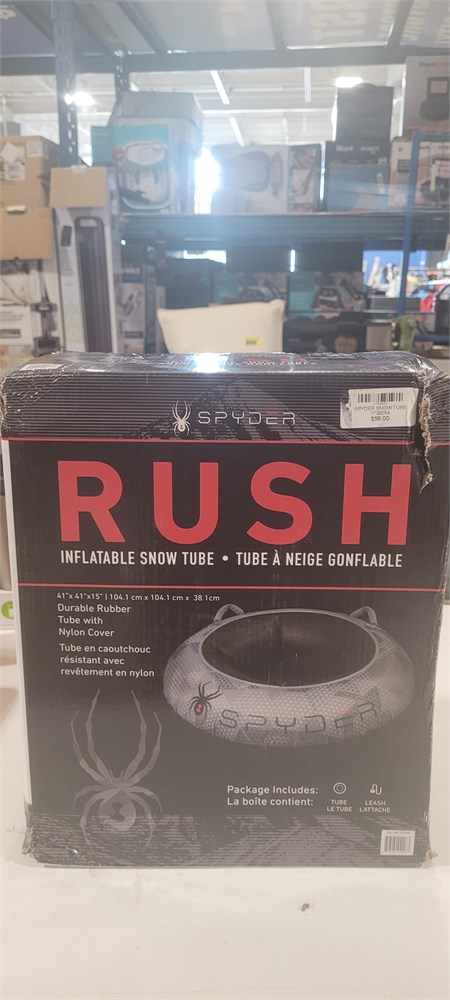 SPYDER
SPYDER SNOW TUBE
$56.00
RUSH
INFLATABLE SNOW TUBE • TUBE À NEIGE GONFLABLE
41"x 41"x15" | 104.1 cm x 104.1 cm x 38.1cm
Durable Rubber
Tube with
Nylon Cover
Tube en caoutchouc
résistant avec
revêtement en nylon
SPYDER
Package Includes:
La boîte contient:
TUBE
LE TUBE
LEASH
L'ATTACHE